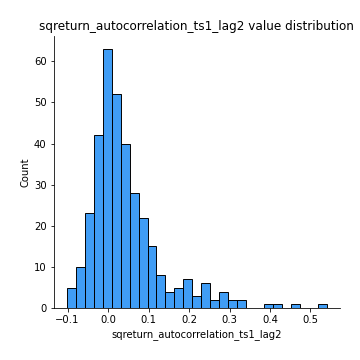 sqreturn_autocorrelation_ts1_lag2 value distribution
60
50
40
30
20
10
0
Count
−0.1 0.0 0.1 0.2 0.3 0.4 0.5
sqreturn_autocorrelation_ts1_lag2